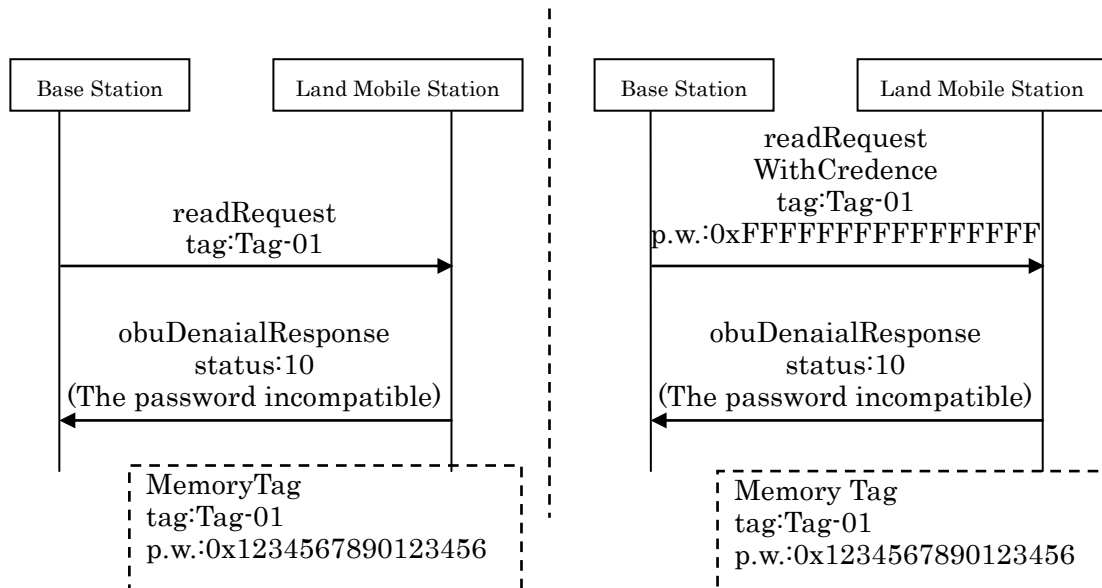 Base Station
Land Mobile Station
readRequest
tag:Tag-01
obuDenaialResponse
status:10
(The password incompatible)
MemoryTag
tag:Tag-01
p.w.:0x1234567890123456
Base Station
Land Mobile Station
readRequest
WithCredence
tag:Tag-01
p.w.:0xFFFFFFFFFFFFFFFF
obuDenaialResponse
status:10
(The password incompatible)
Memory Tag
tag:Tag-01
p.w.:0x1234567890123456